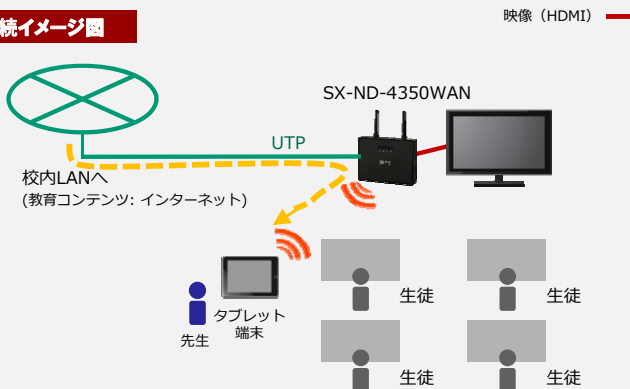 続イメージ図
映像（HDMI）
SX-ND-4350WAN
UTP
校内LANへ
(教育コンテンツ: インターネット)
生徒
生徒
タブレット
端末
先生
生徒
生徒